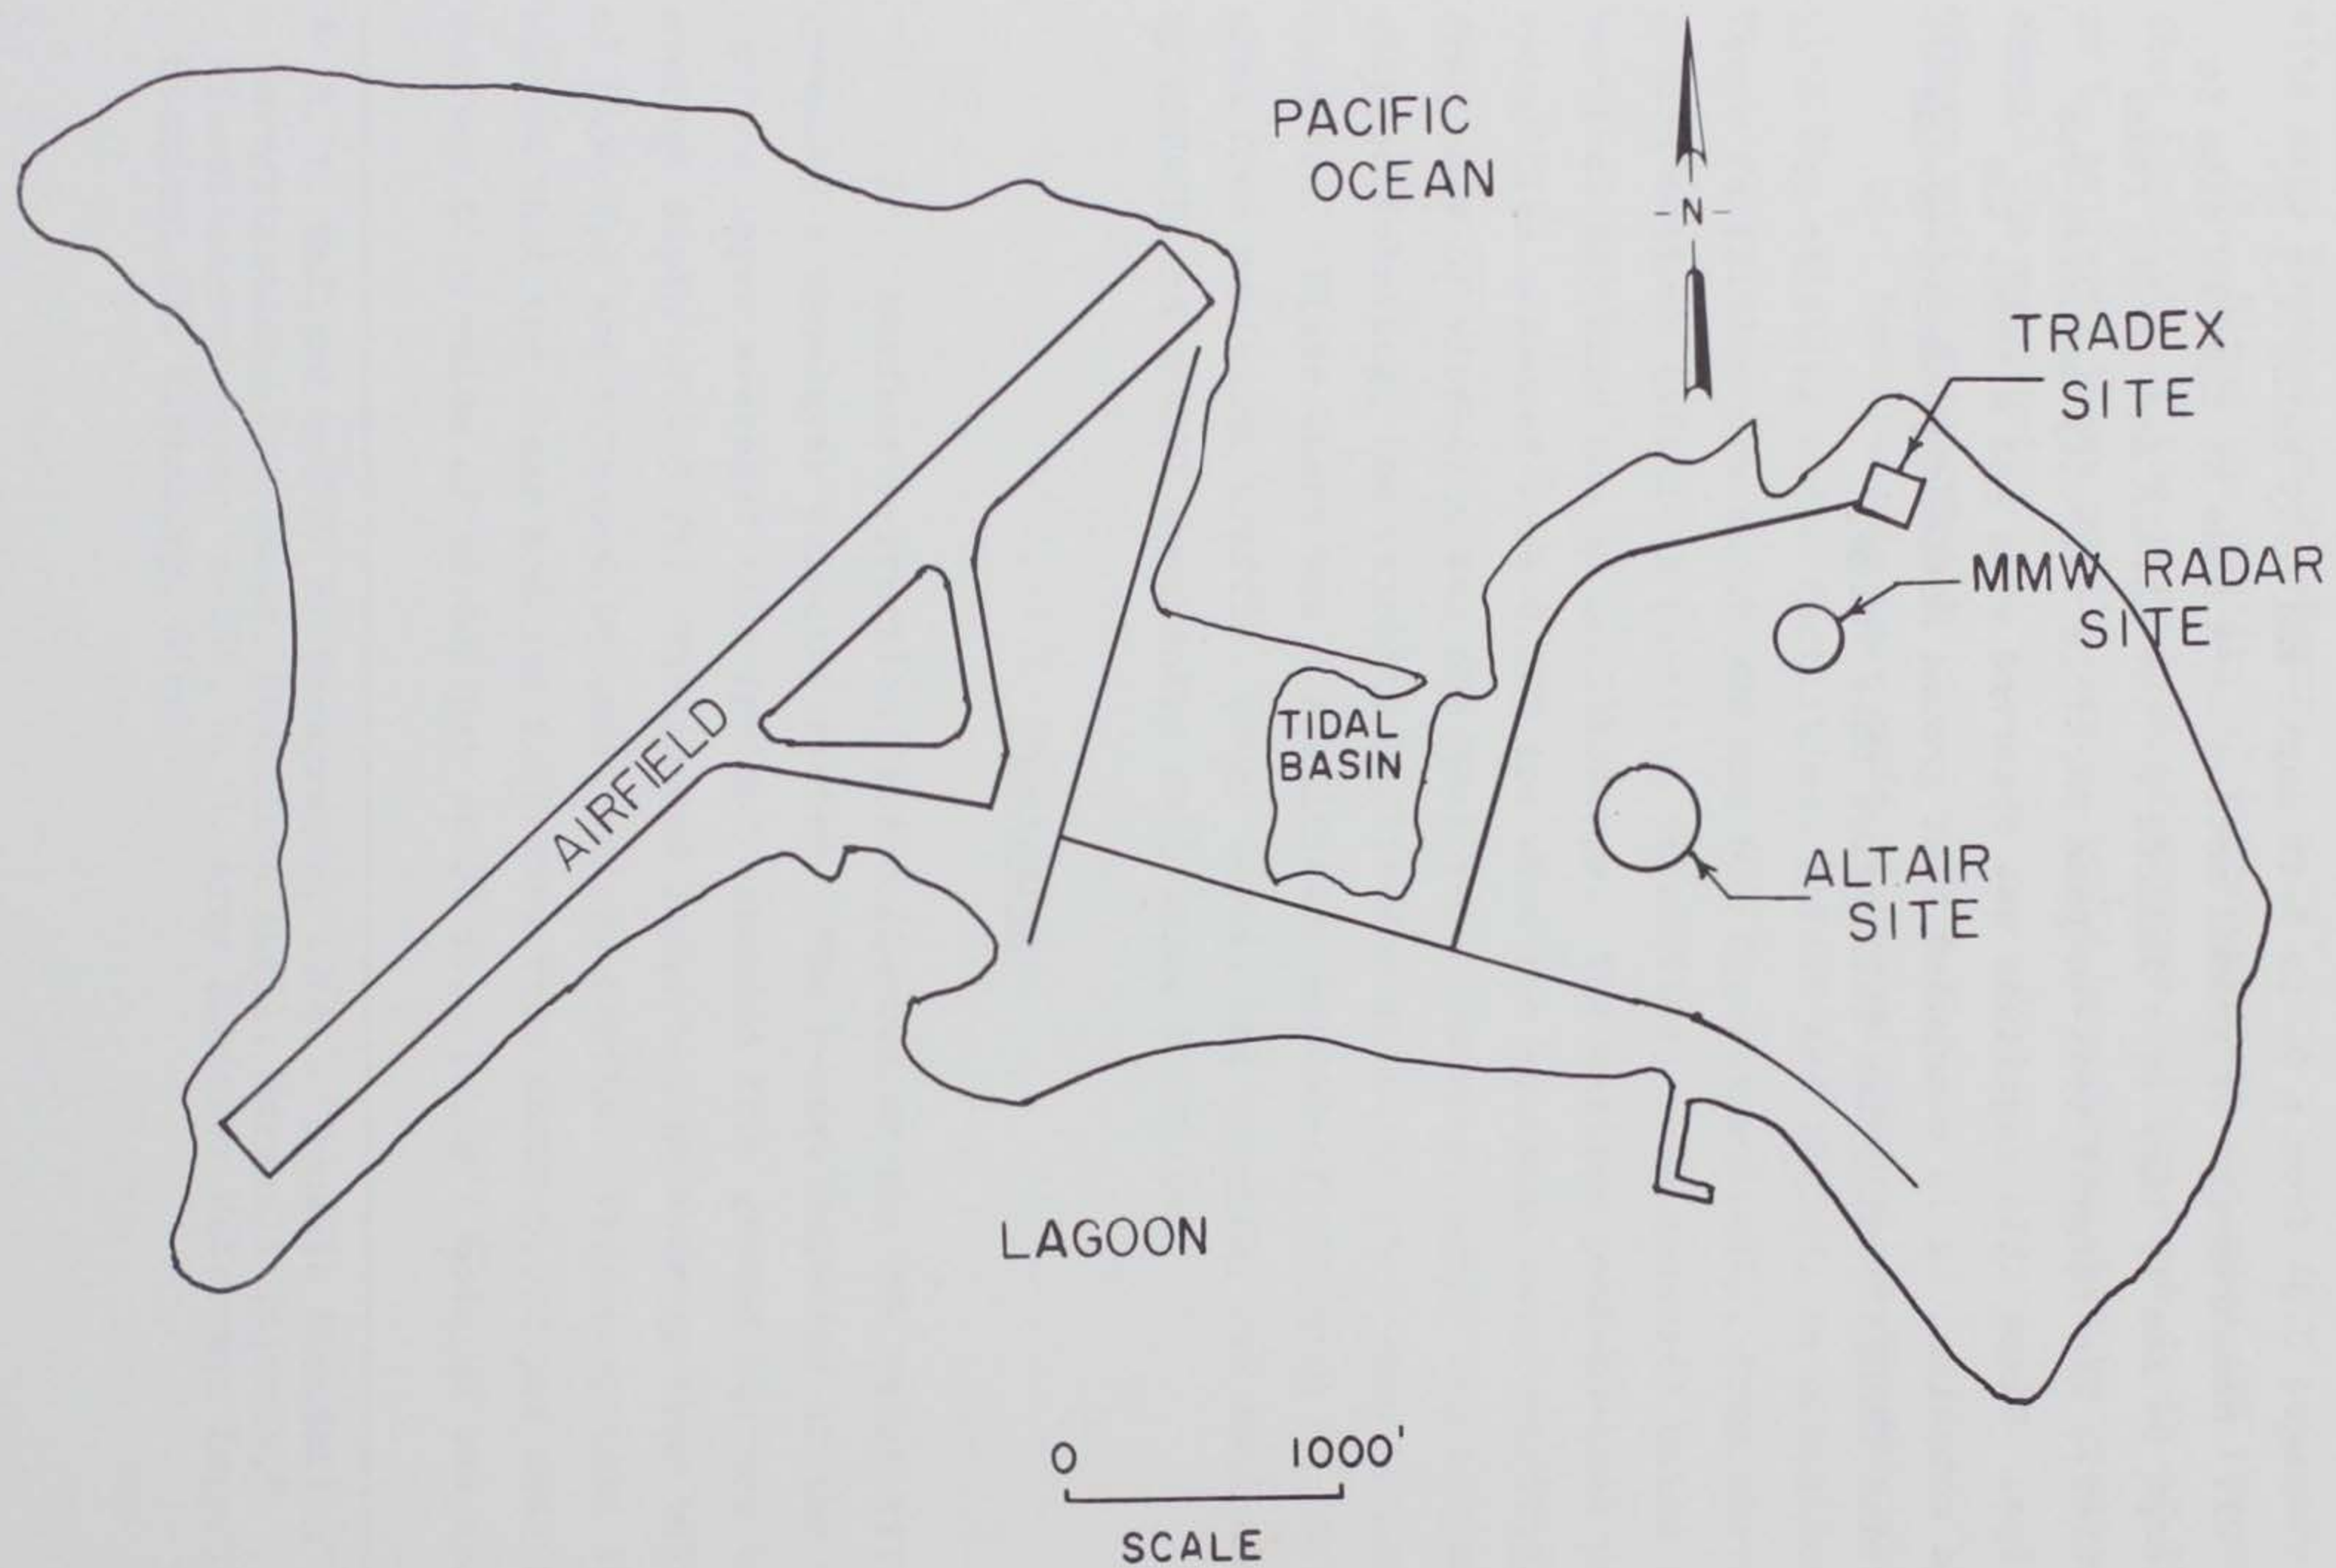 PACIFIC
OCEAN
- N -
TRADEX
SITE
MMW RADAR
SITE
TIDAL
BASIN
AIRFIELD
ALTAIR
SITE
LAGOON
0 1000'
SCALE